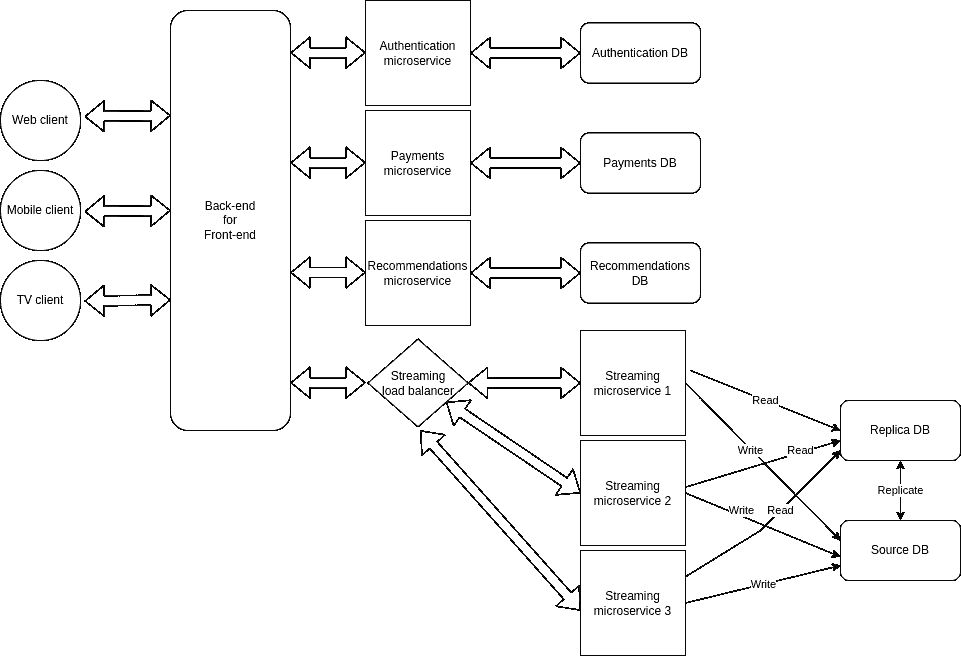 Web client
Mobile client
TV client
Back-end
for
Front-end
Authentication
microservice
Authentication DB
Payments
microservice
Payments DB
Recommendations
microservice
Recommendations
DB
Streaming
load balancer
Streaming
microservice 1
Streaming
microservice 2
Streaming
microservice 3
Read
Write
Read
Write
Read
Write
Replica DB
Replicate
Source DB